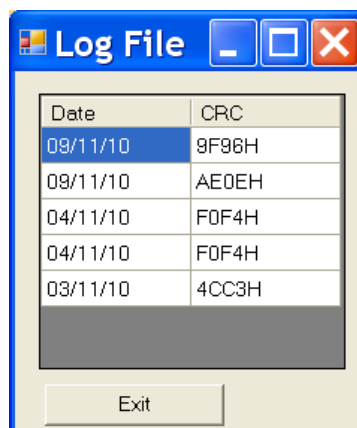 Log File
Date CRC
09/11/10 9F96H
09/11/10 AE0EH
04/11/10 F0F4H
04/11/10 F0F4H
03/11/10 4CC3H
Exit